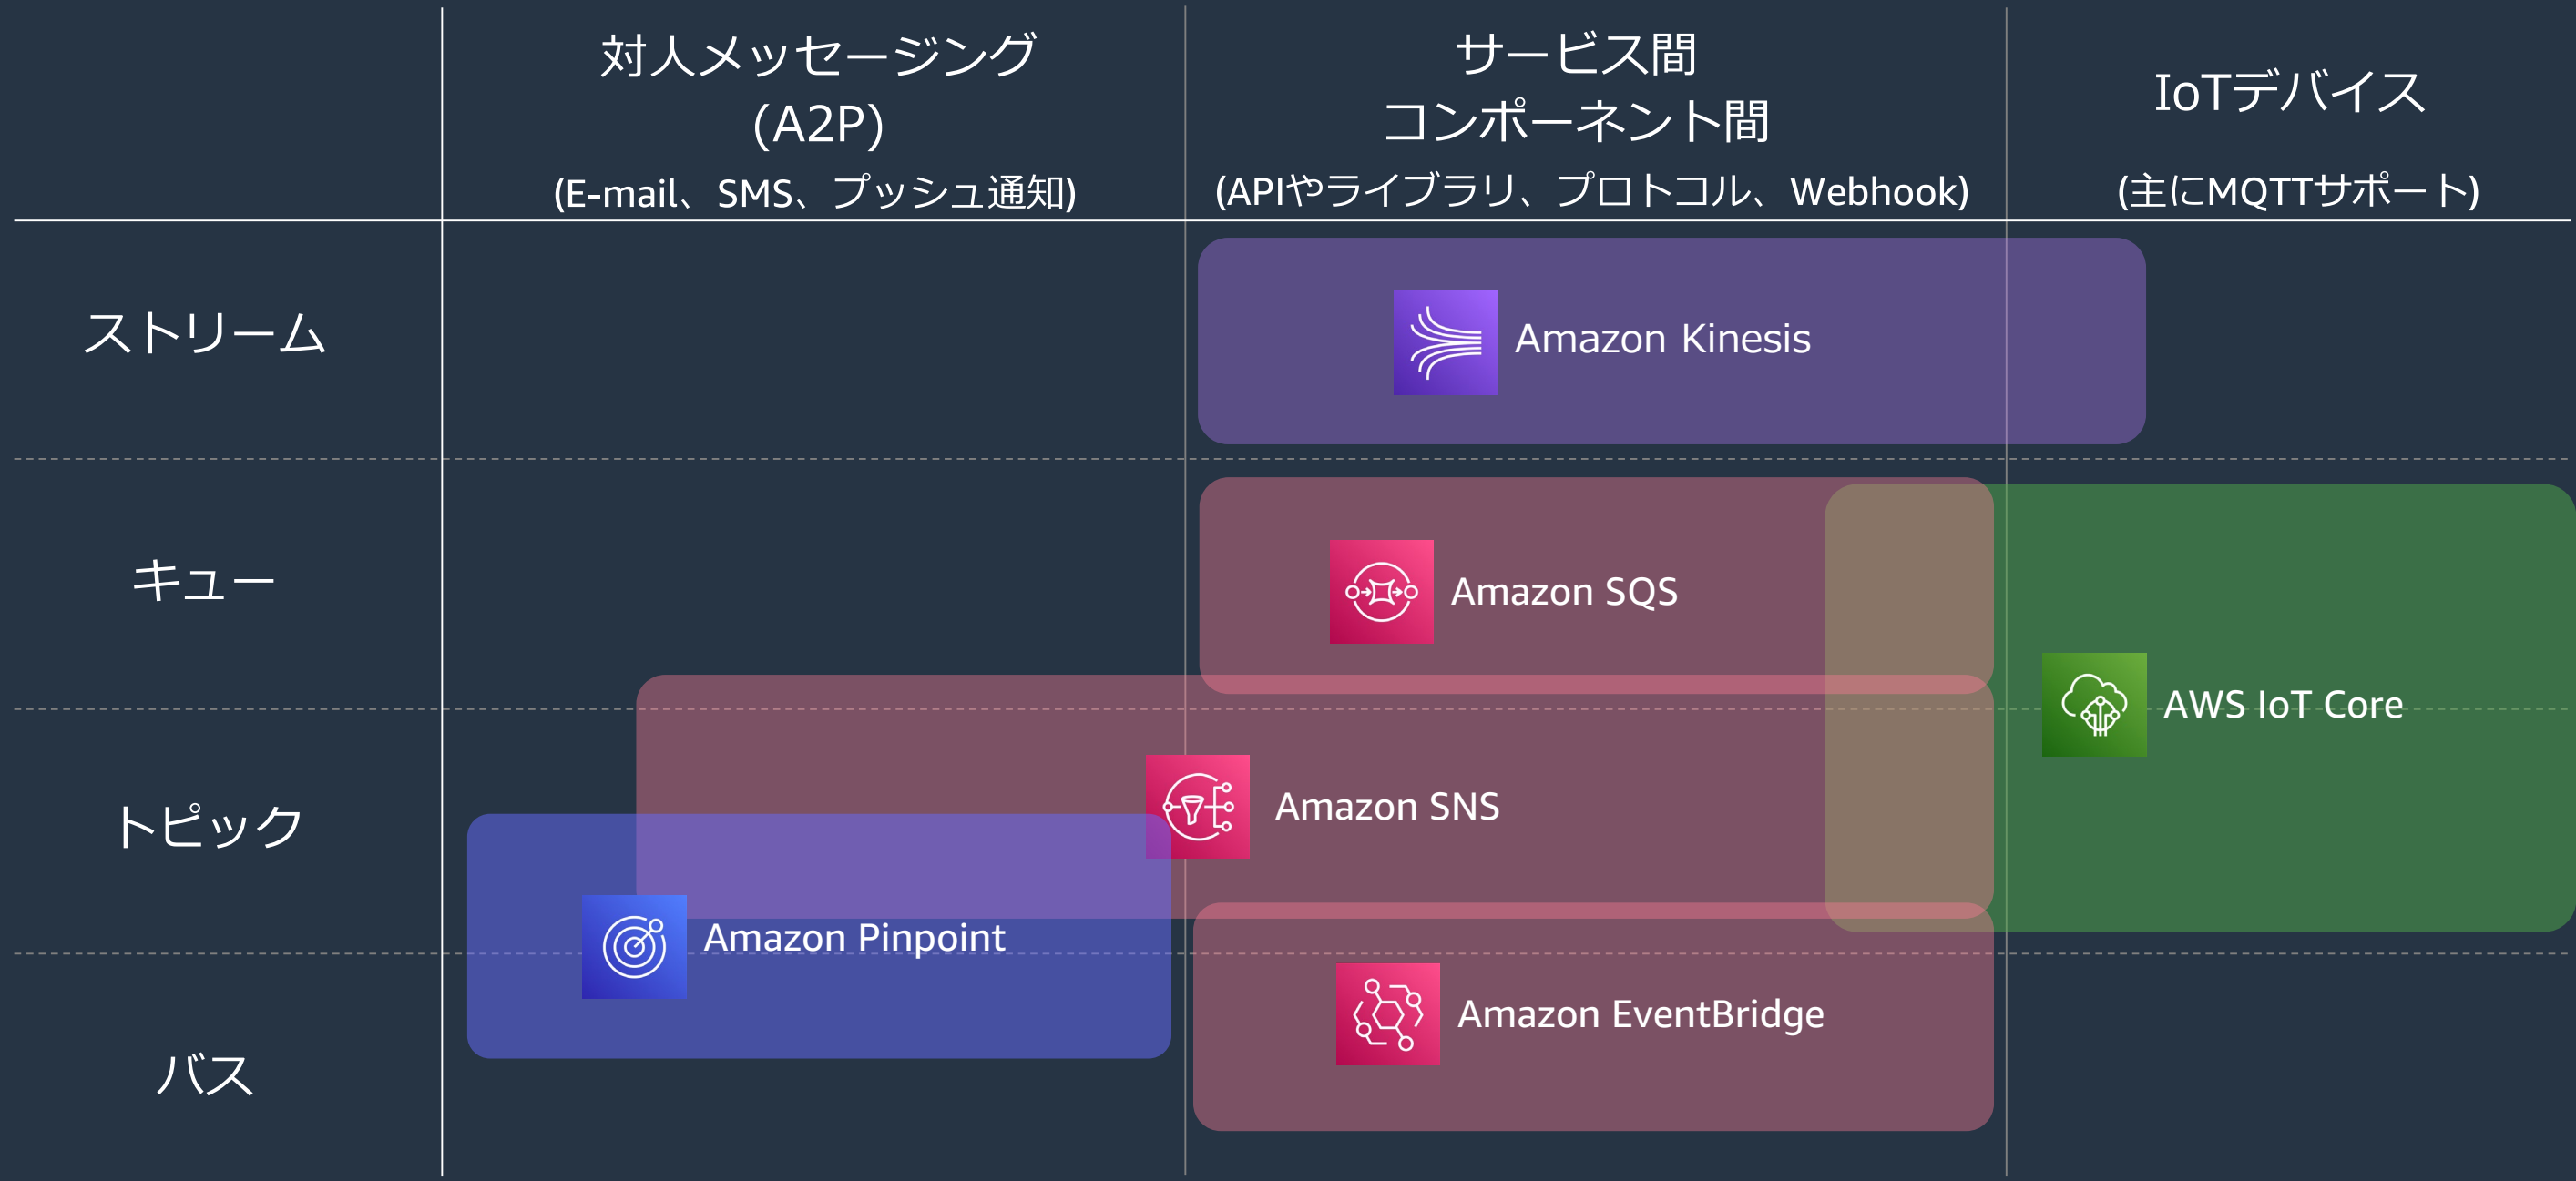 対人メッセージング
(A2P)
(E-mail、SMS、プッシュ通知)
サービス間
コンポーネント間
(APIやライブラリ、プロトコル、Webhook)
IoTデバイス
(主にMQTTサポート)
ストリーム
Amazon Kinesis
キュー
Amazon SQS
AWS IoT Core
トピック
Amazon SNS
Amazon Pinpoint
バス
Amazon EventBridge